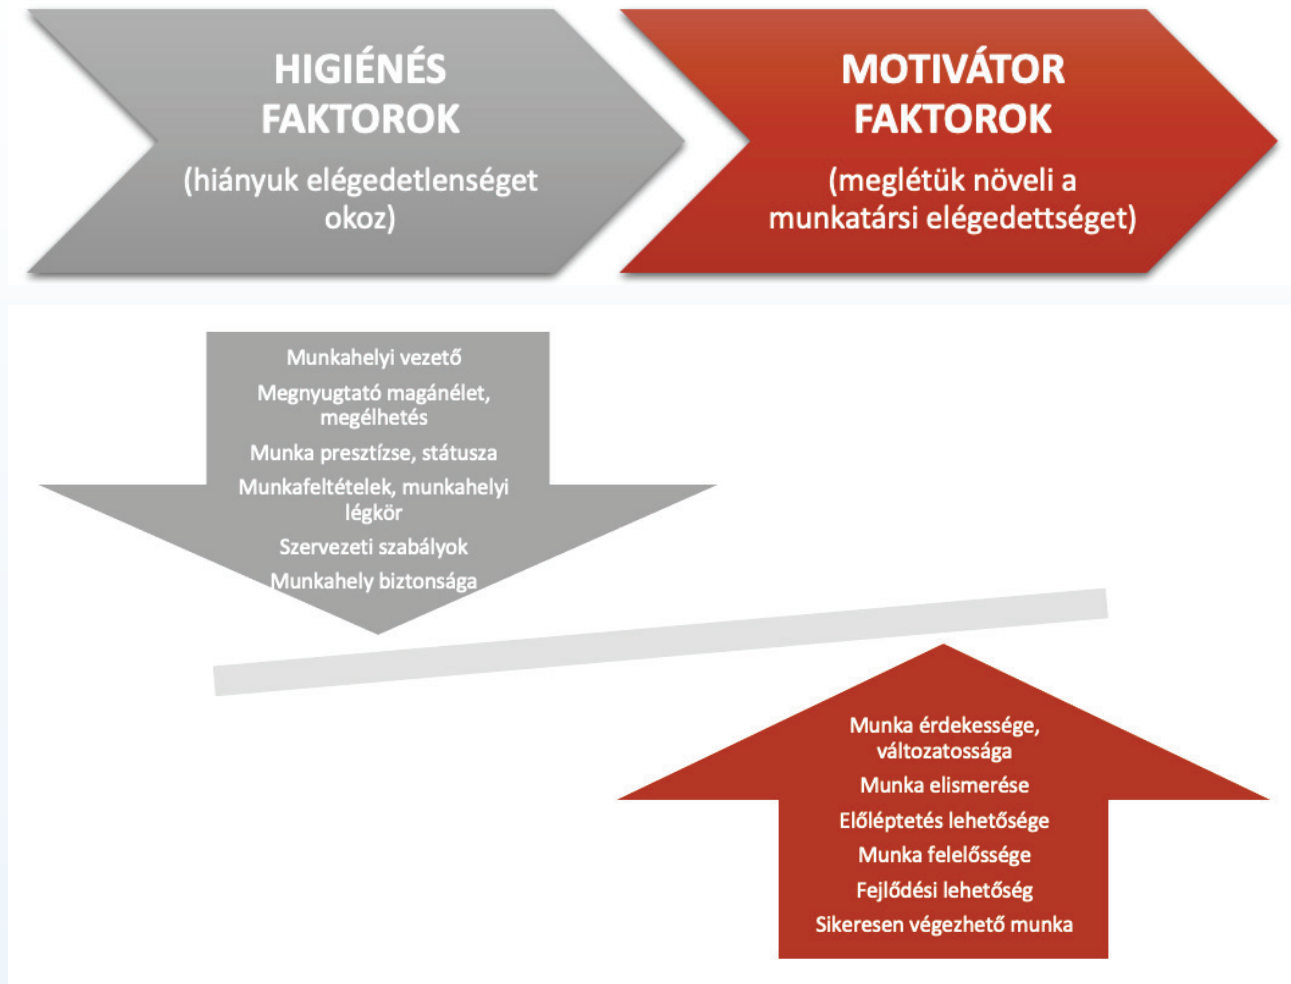 HIGIÉNÉS
FAKTOROK
(hiányuk elégedetlenséget
okoz)
MOTIVÁTOR
FAKTOROK
(meglétük növeli a
munkatársi elégedettséget)
Munkahelyi vezető
Megnyugtató magánélet,
megélhetés
Munka presztízse, státusza
Munkafeltételek, munkahelyi
légkör
Szervezeti szabályok
Munkahely biztonsága
Munka érdekessége,
változatossága
Munka elismerése
Előléptetés lehetősége
Munka felelőssége
Fejlődési lehetőség
Sikeresen végezhető munka